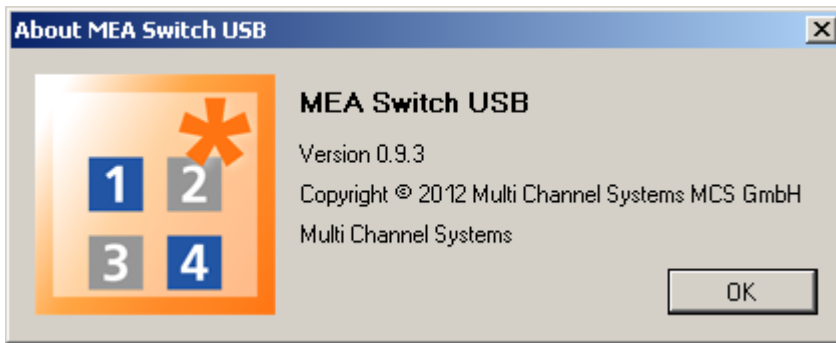 About MEA Switch USB
MEA Switch USB
Version 0.9.3
Copyright © 2012 Multi Channel Systems MCS GmbH
Multi Channel Systems
1 2
3 4
OK